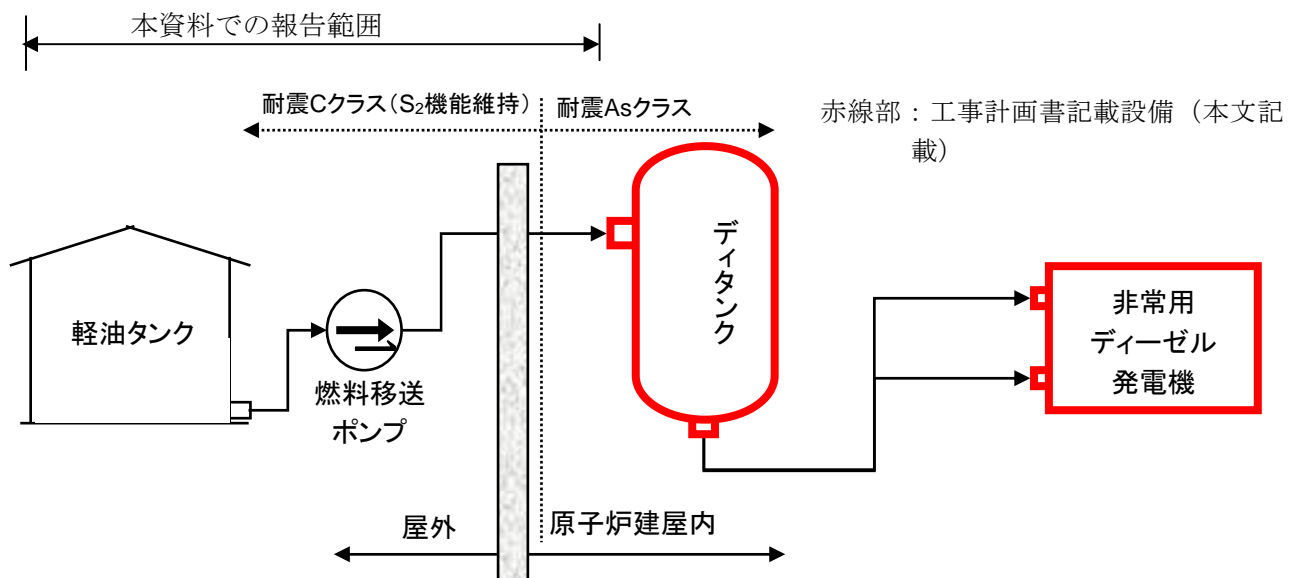 本資料での報告範囲
耐震Cクラス（S₂機能維持）
耐震Asクラス
赤線部：工事計画書記載設備（本文記
載）
ディタンク
軽油タンク
燃料移送
ポンプ
非常用
ディーゼル
発電機
屋外
原子炉建屋内